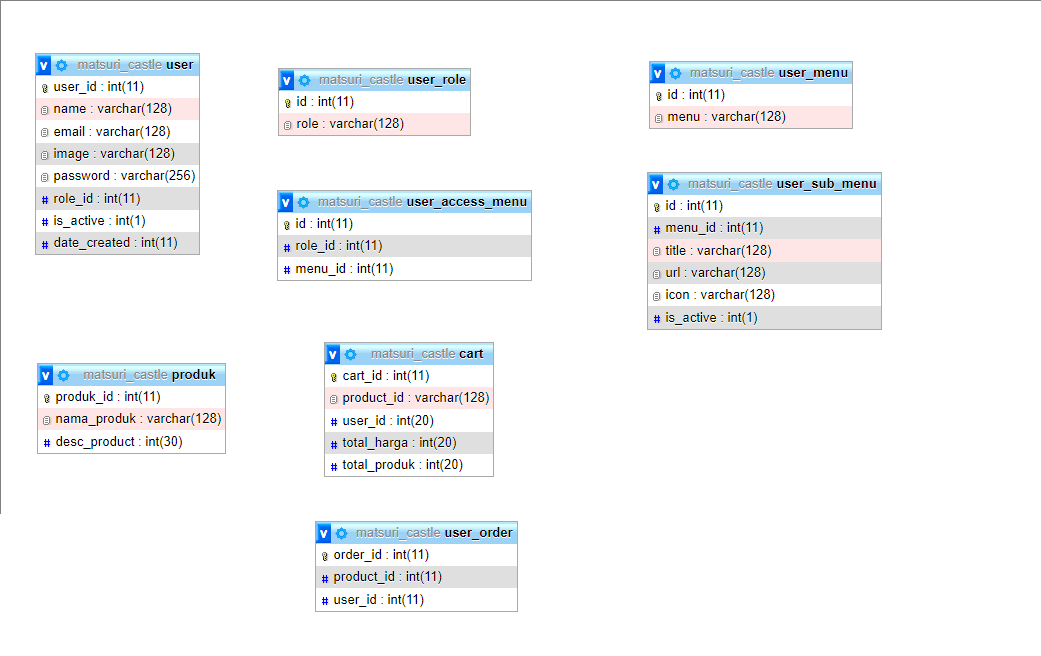 matsuri_castle user
user_id : int(11)
name : varchar(128)
email : varchar(128)
image : varchar(128)
password : varchar(256)
role_id : int(11)
is_active : int(1)
date_created : int(11)
matsuri_castle user_role
id : int(11)
role : varchar(128)
matsuri_castle user_menu
id : int(11)
menu : varchar(128)
matsuri_castle user_access_menu
id : int(11)
role_id : int(11)
menu_id : int(11)
matsuri_castle user_sub_menu
id : int(11)
menu_id : int(11)
title : varchar(128)
url : varchar(128)
icon : varchar(128)
is_active : int(1)
matsuri_castle produk
produk_id : int(11)
nama_produk : varchar(128)
desc_product : int(30)
matsuri_castle cart
cart_id : int(11)
product_id : varchar(128)
user_id : int(20)
total_harga : int(20)
total_produk : int(20)
matsuri_castle user_order
order_id : int(11)
product_id : int(11)
user_id : int(11)